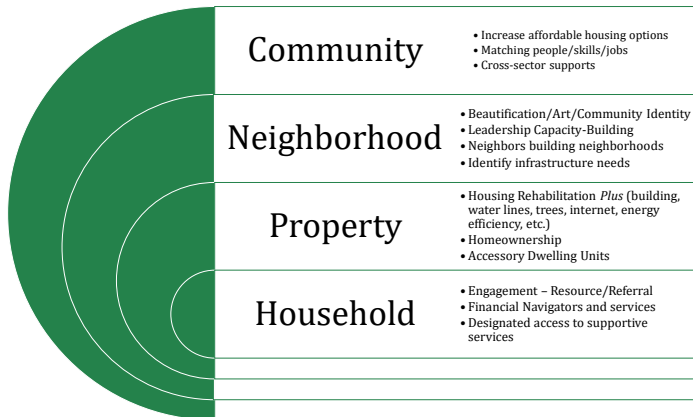 Community
• Increase affordable housing options
• Matching people/skills/jobs
• Cross-sector supports
Neighborhood
• Beautification/Art/Community Identity
• Leadership Capacity-Building
• Neighbors building neighborhoods
• Identify infrastructure needs
Property
• Housing Rehabilitation Plus (building,
water lines, trees, internet, energy
efficiency, etc.)
• Homeownership
• Accessory Dwelling Units
Household
• Engagement – Resource/Referral
• Financial Navigators and services
• Designated access to supportive
services